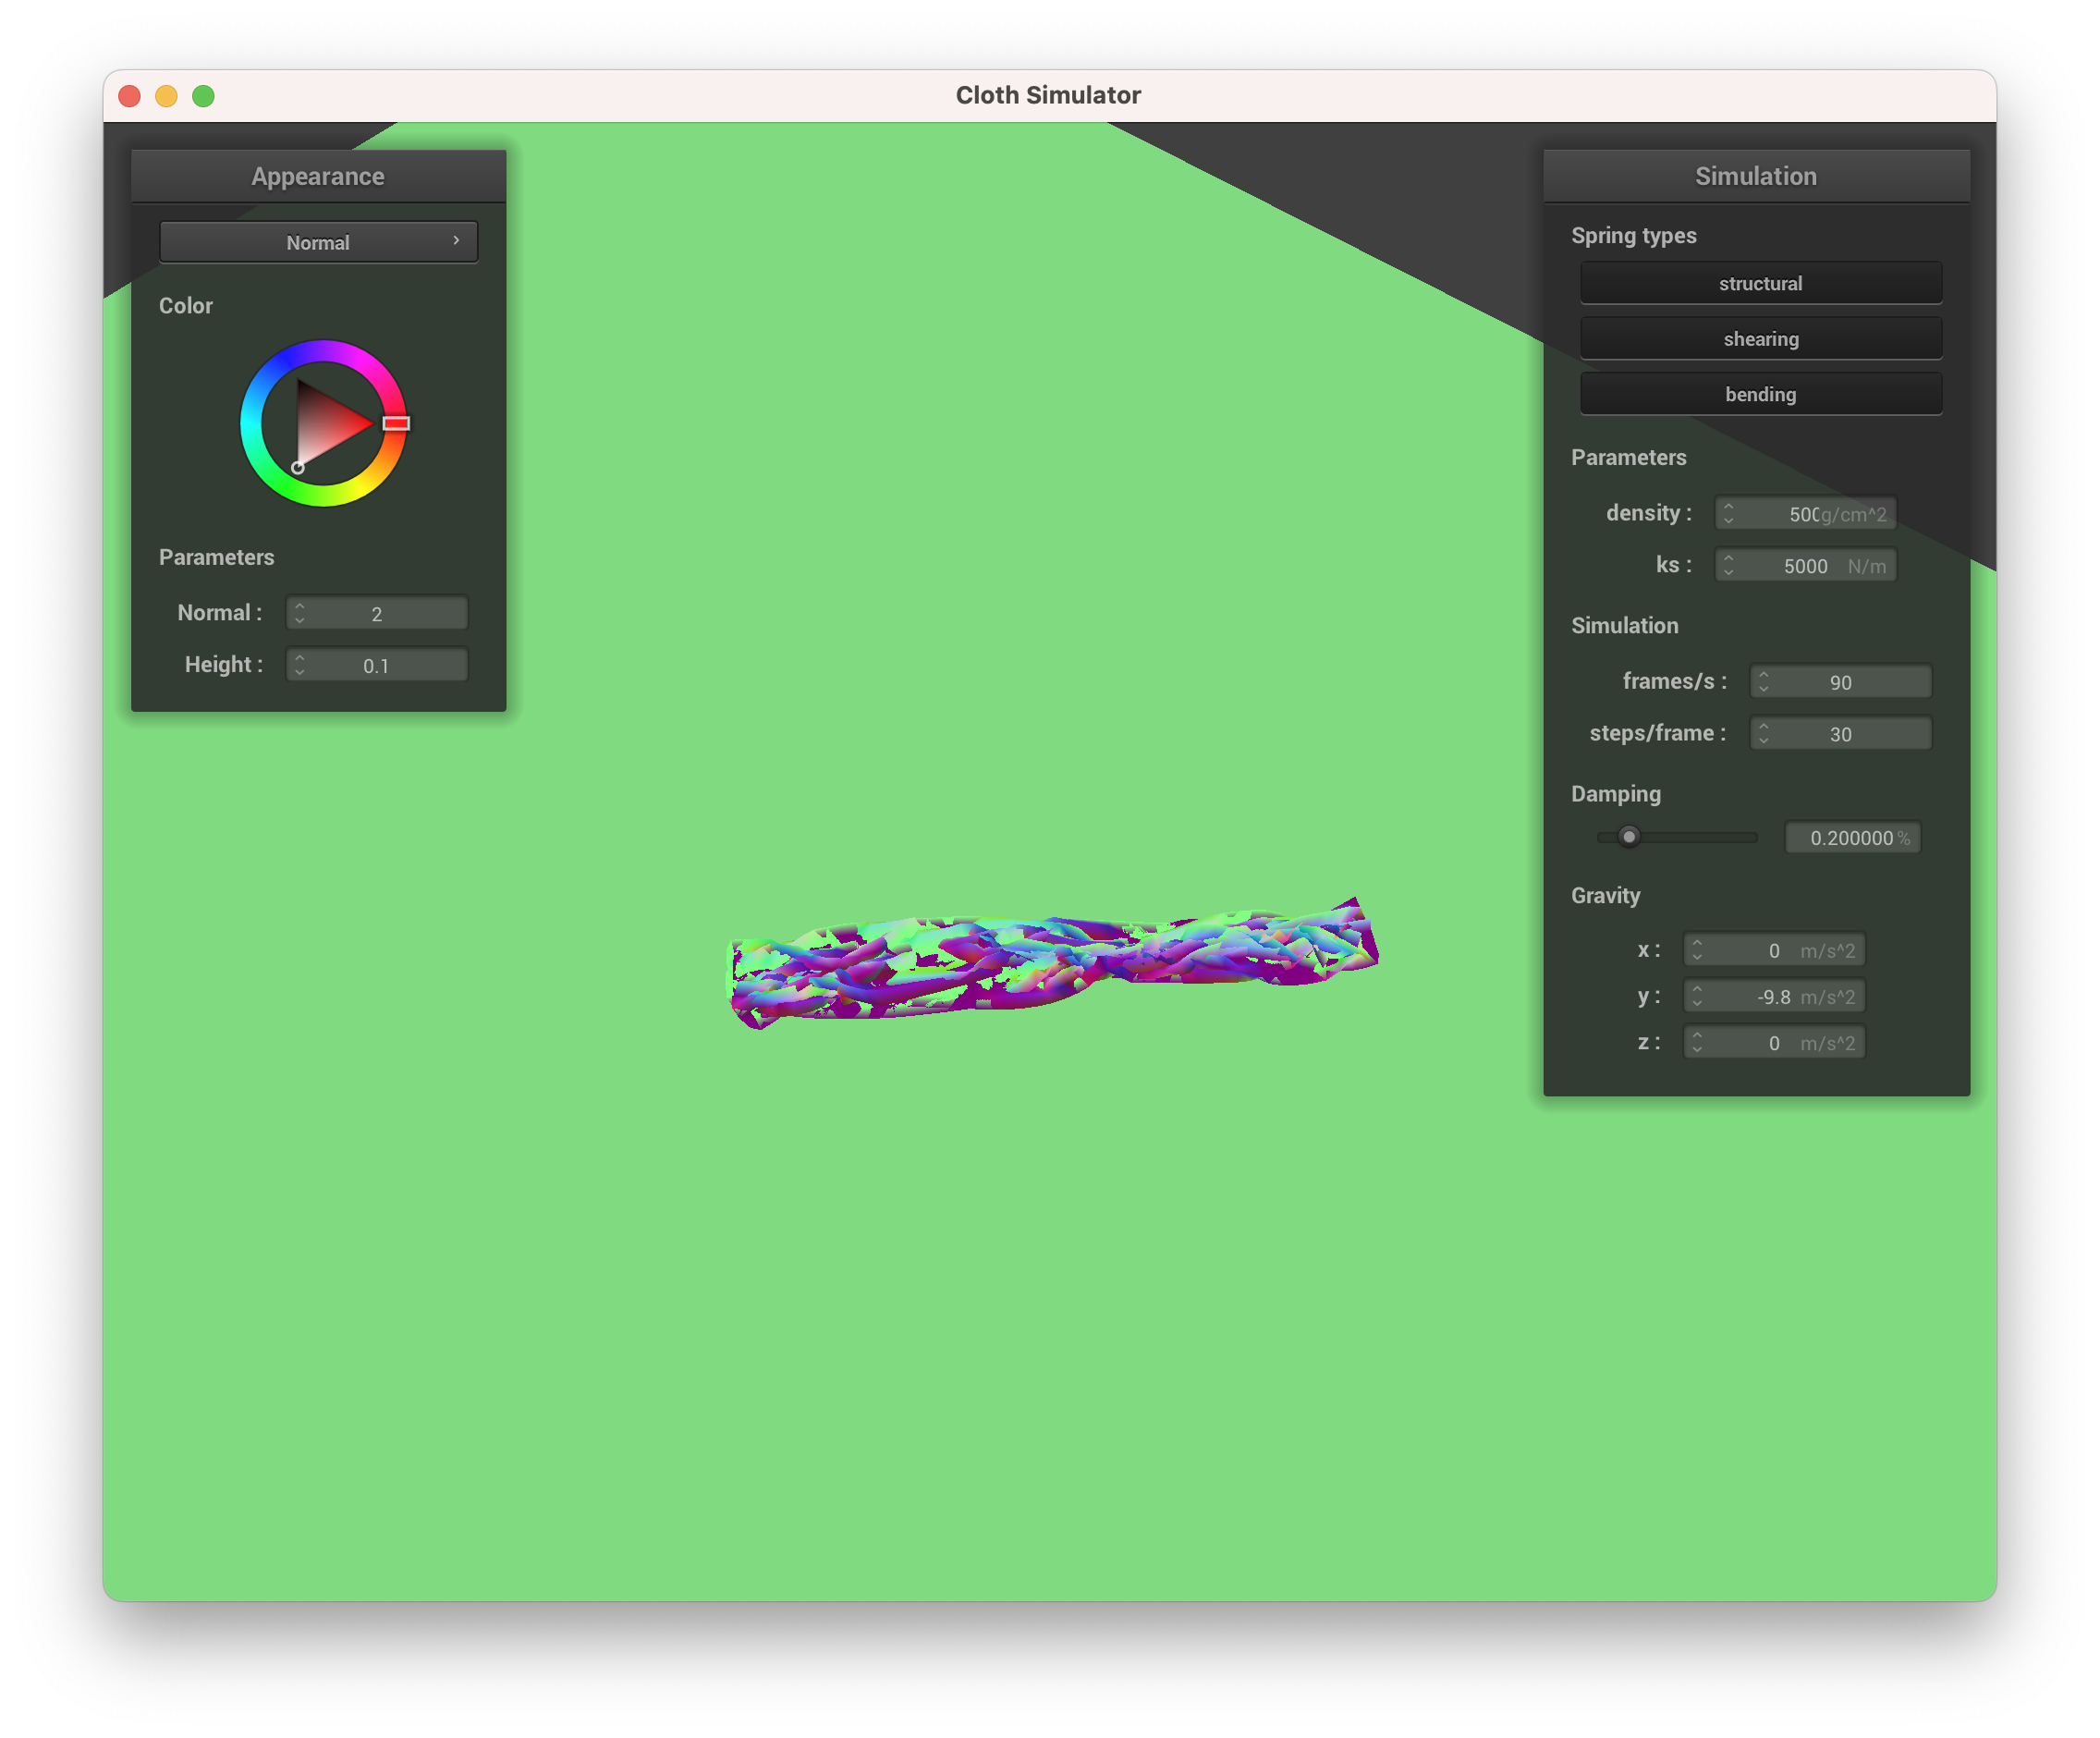 Cloth Simulator
Appearance
Normal
Color
Parameters
Normal : 2
Height : 0.1
Simulation
Spring types
structural
shearing
bending
Parameters
density : 500 g/cm^2
ks : 5000 N/m
Simulation
frames/s : 90
steps/frame : 30
Damping
0.200000 %
Gravity
x : 0 m/s^2
y : -9.8 m/s^2
z : 0 m/s^2